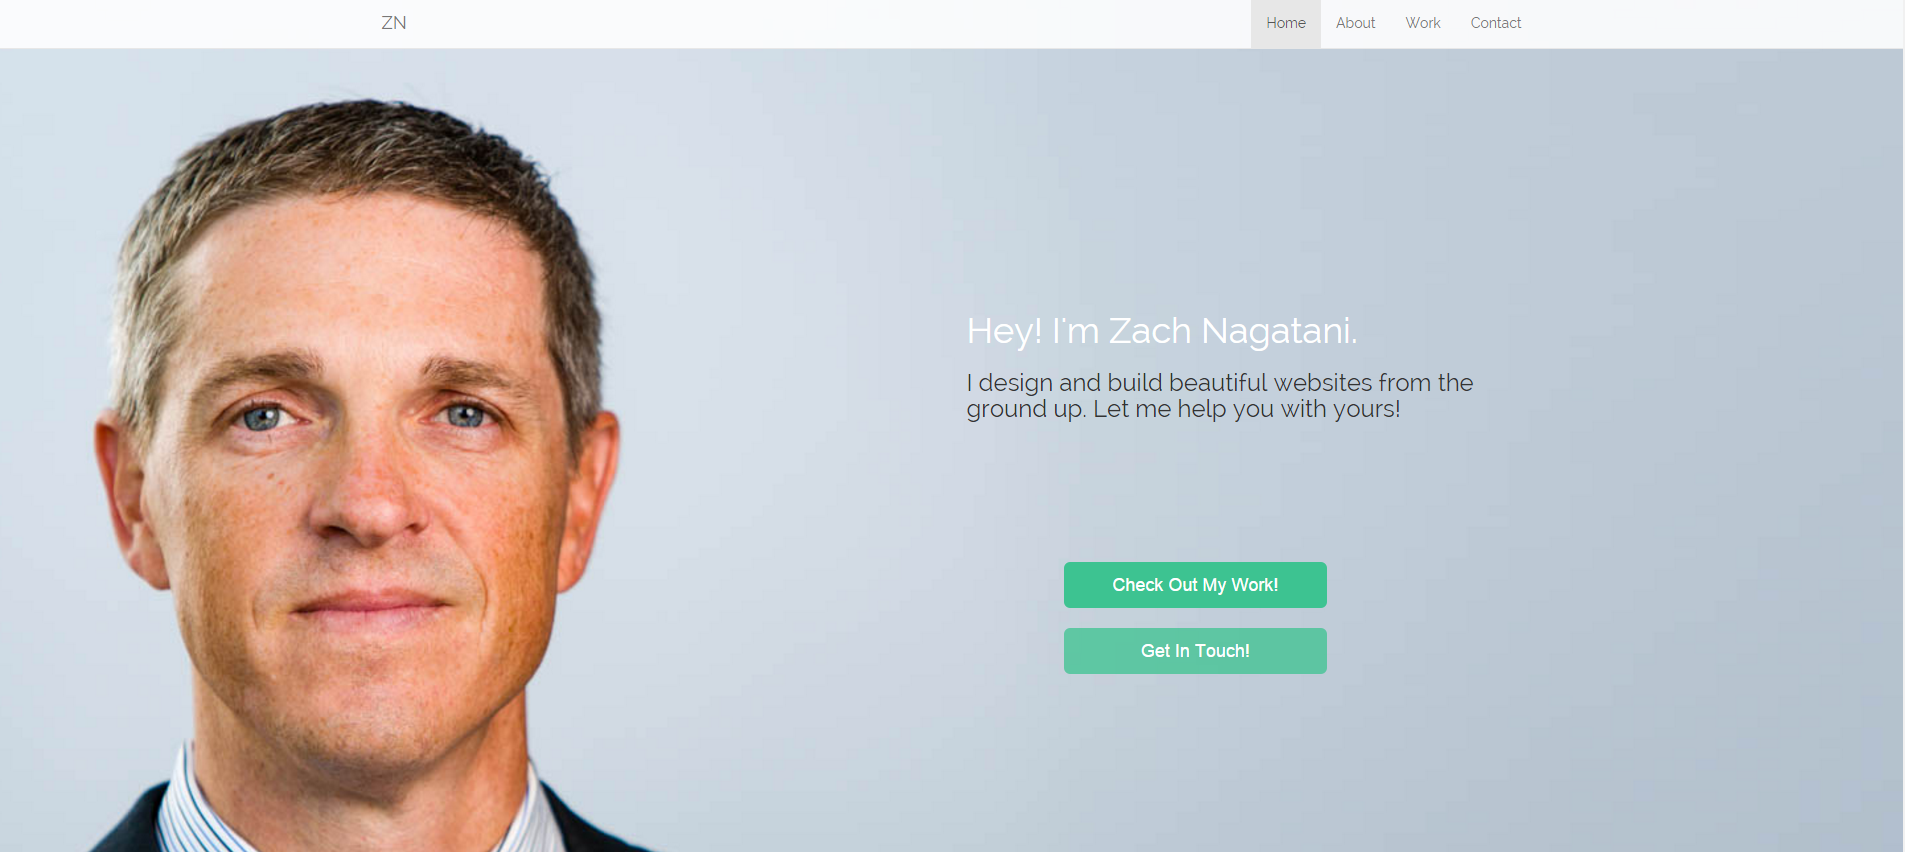 ZN
Home About Work Contact
Hey! I'm Zach Nagatani.
I design and build beautiful websites from the
ground up. Let me help you with yours!
Check Out My Work!
Get In Touch!